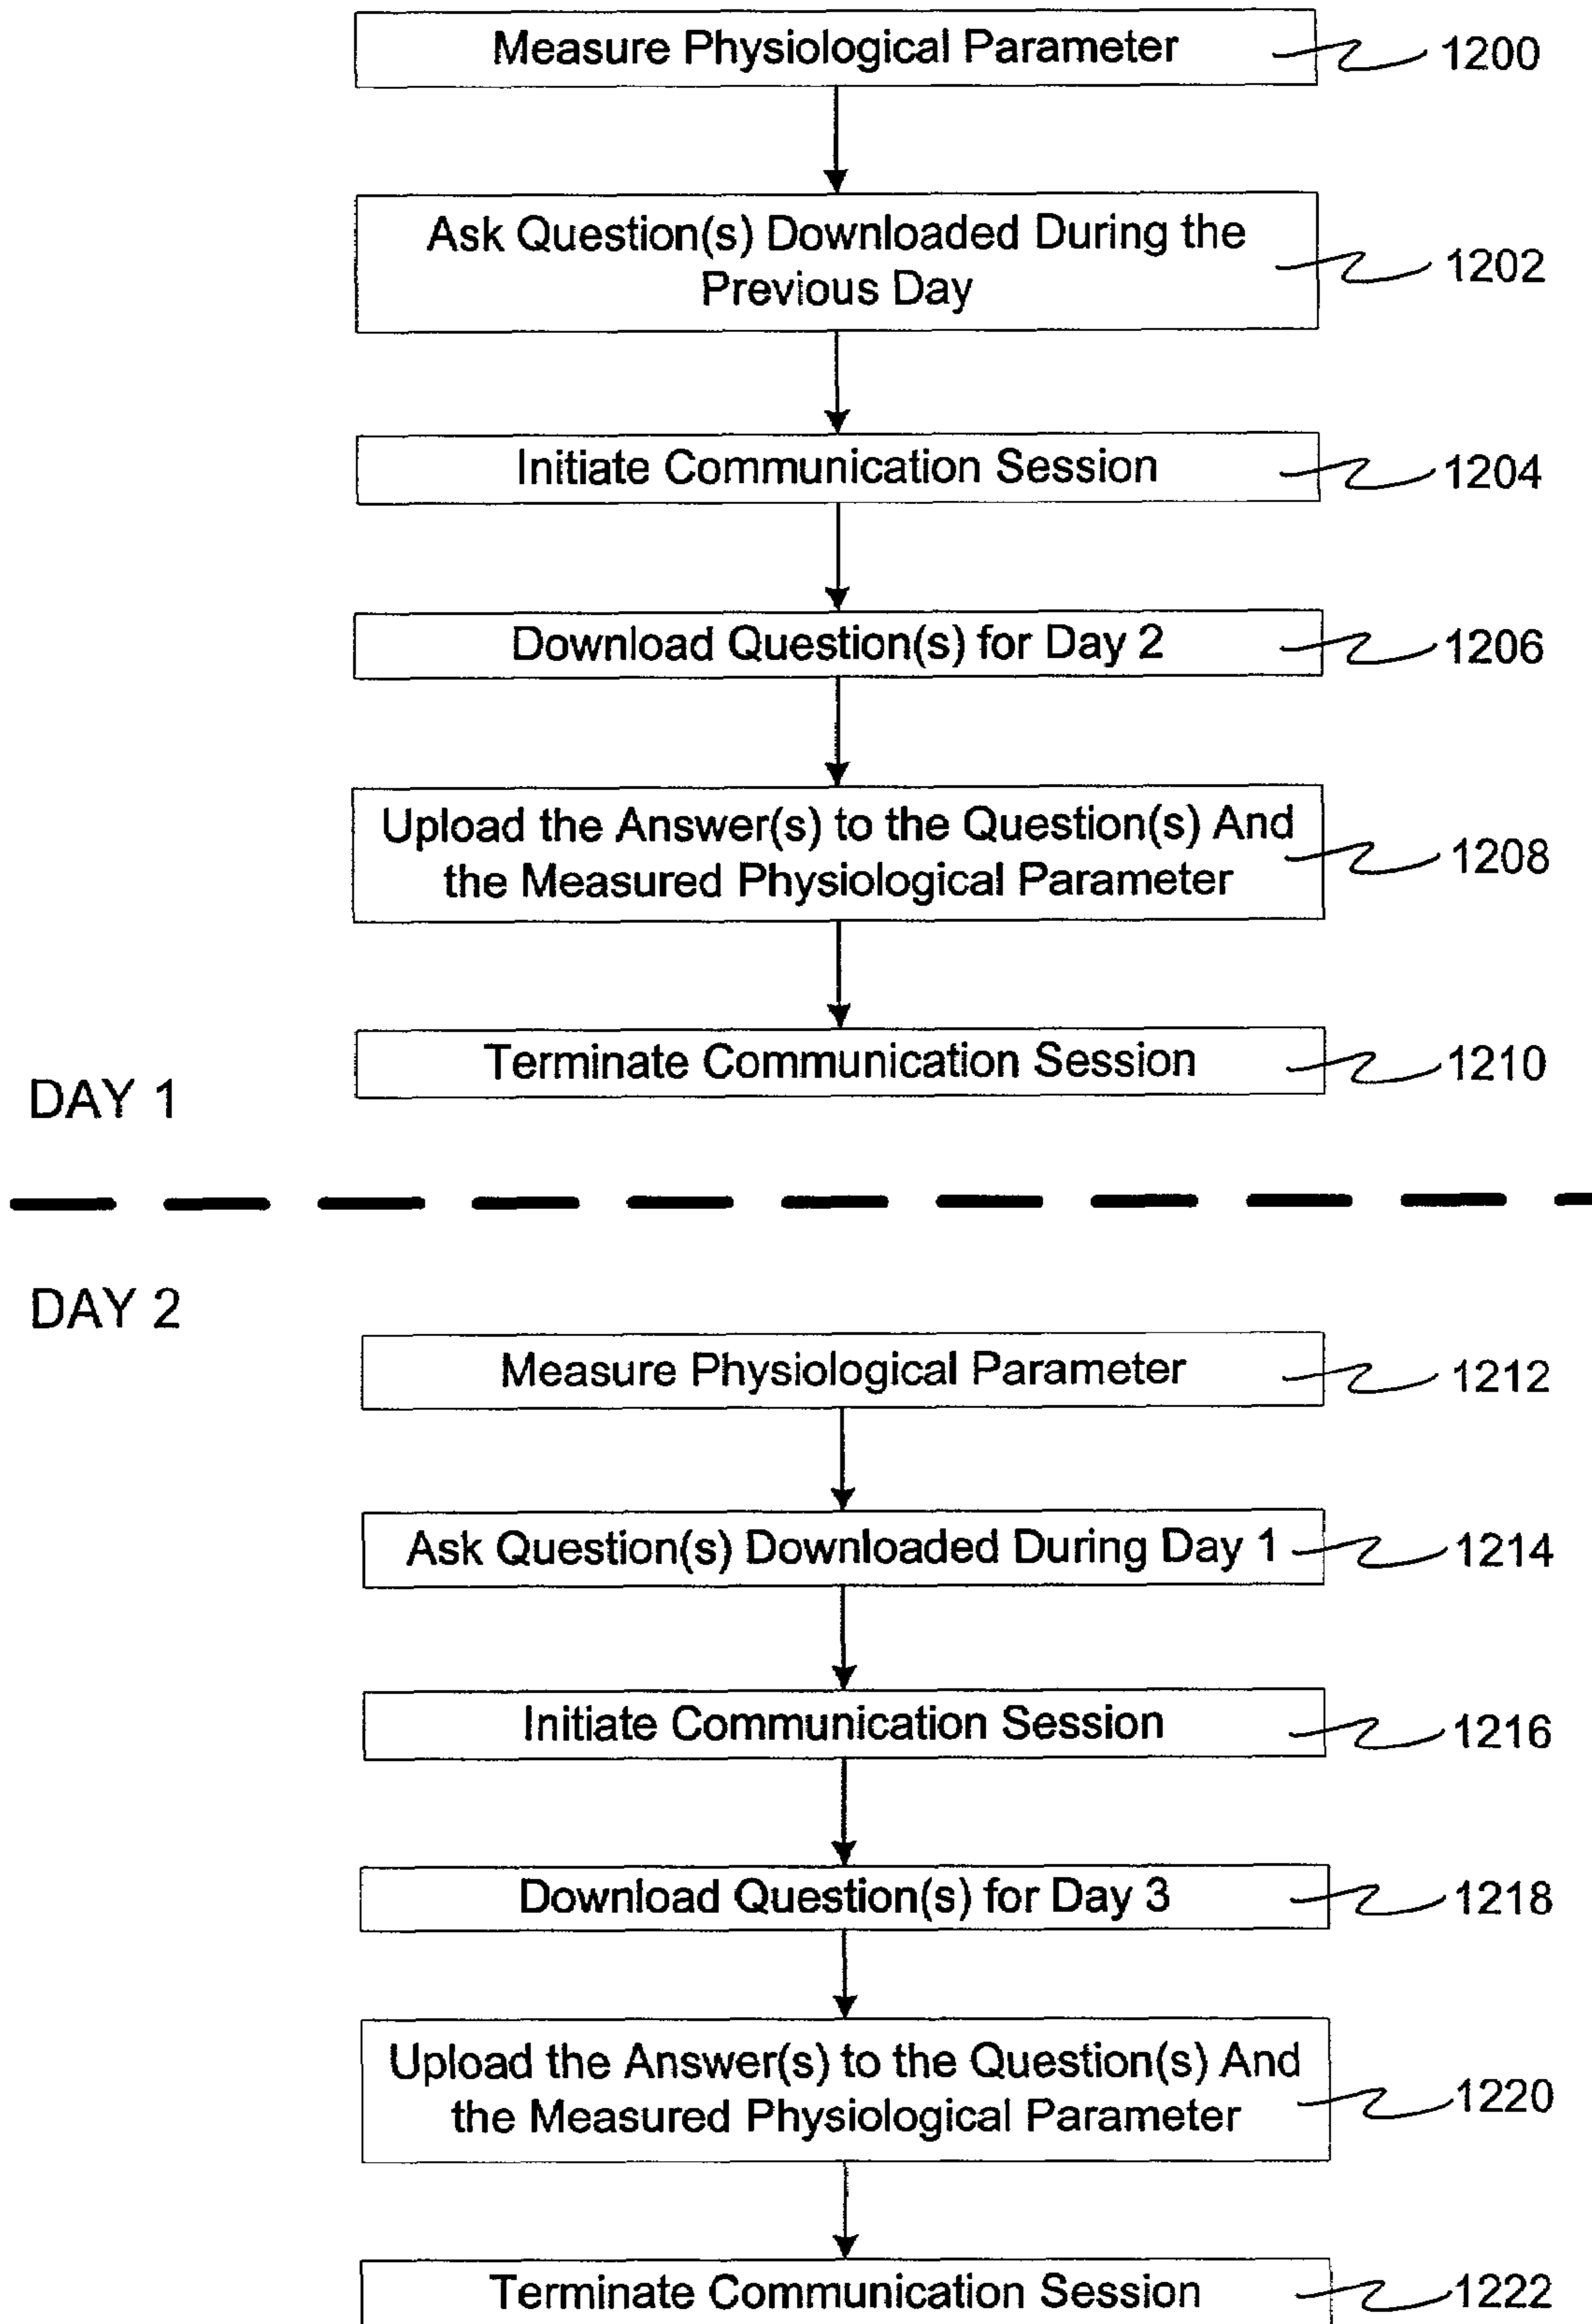 Measure Physiological Parameter 1200
Ask Question(s) Downloaded During the
Previous Day 1202
Initiate Communication Session 1204
Download Question(s) for Day 2 1206
Upload the Answer(s) to the Question(s) And
the Measured Physiological Parameter 1208
Terminate Communication Session 1210
DAY 1
DAY 2
Measure Physiological Parameter 1212
Ask Question(s) Downloaded During Day 1 1214
Initiate Communication Session 1216
Download Question(s) for Day 3 1218
Upload the Answer(s) to the Question(s) And
the Measured Physiological Parameter 1220
Terminate Communication Session 1222